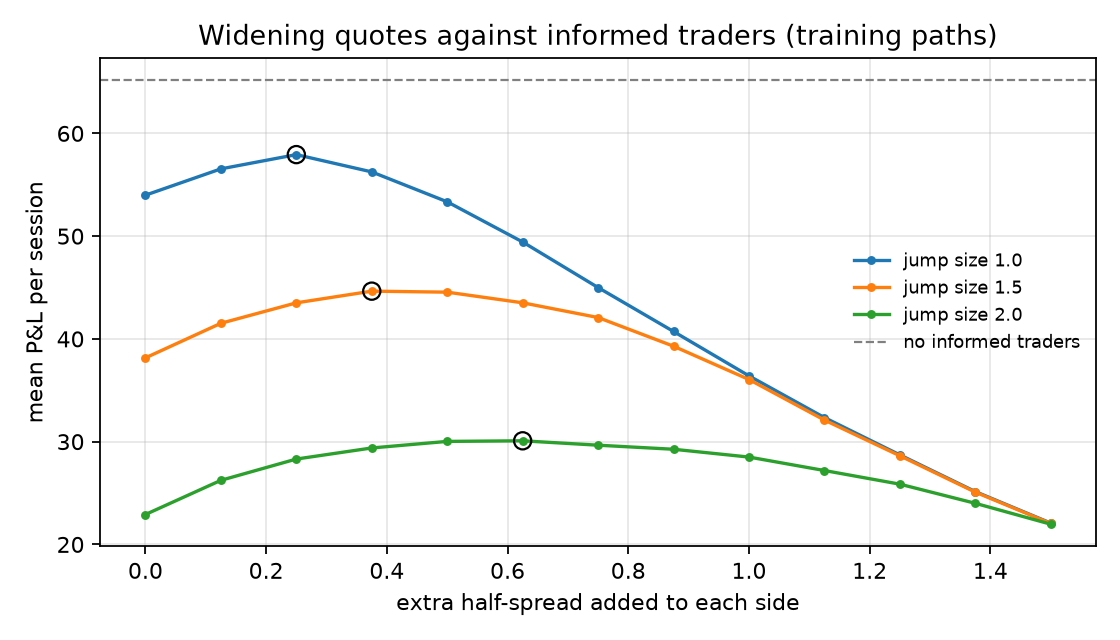 Widening quotes against informed traders (training paths)
mean P&L per session
60
50
40
30
20
jump size 1.0
jump size 1.5
jump size 2.0
no informed traders
0.0 0.2 0.4 0.6 0.8 1.0 1.2 1.4
extra half-spread added to each side